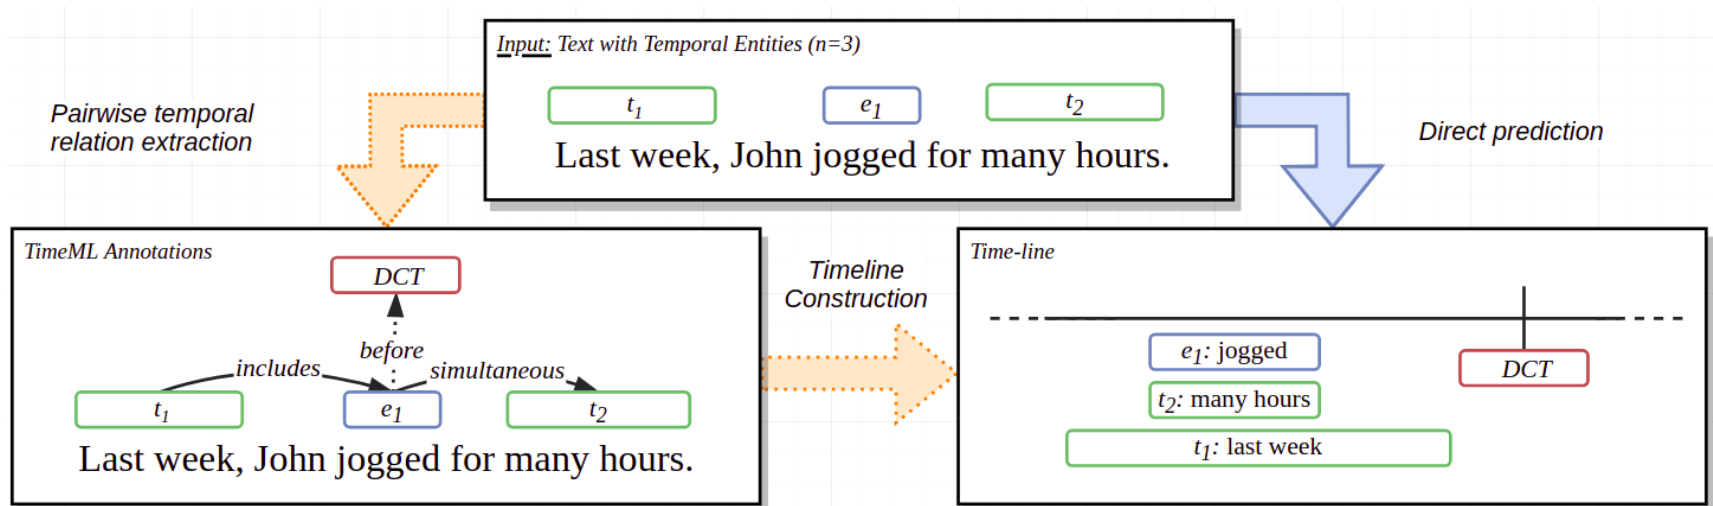 Input: Text with Temporal Entities (n=3)
t1
e1
t2
Last week, John jogged for many hours.
Pairwise temporal
relation extraction
Direct prediction
TimeML Annotations
DCT
before
includes
simultaneous
t1
e1
t2
Last week, John jogged for many hours.
Timeline
Construction
Time-line
e1: jogged
DCT
t2: many hours
t1: last week